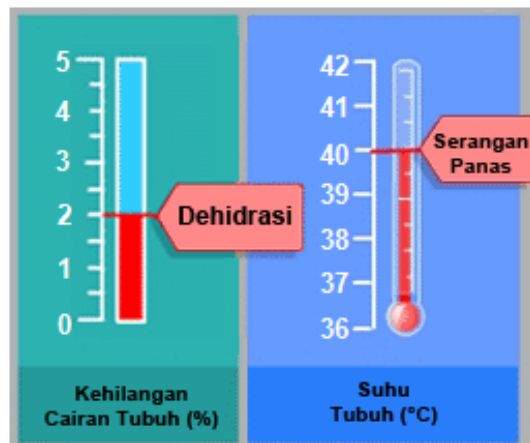 5
4
3
2
1
0
Dehidrasi
Kehilangan
Cairan Tubuh (%)
42
41
40
39
38
37
36
Serangan
Panas
Suhu
Tubuh (°C)